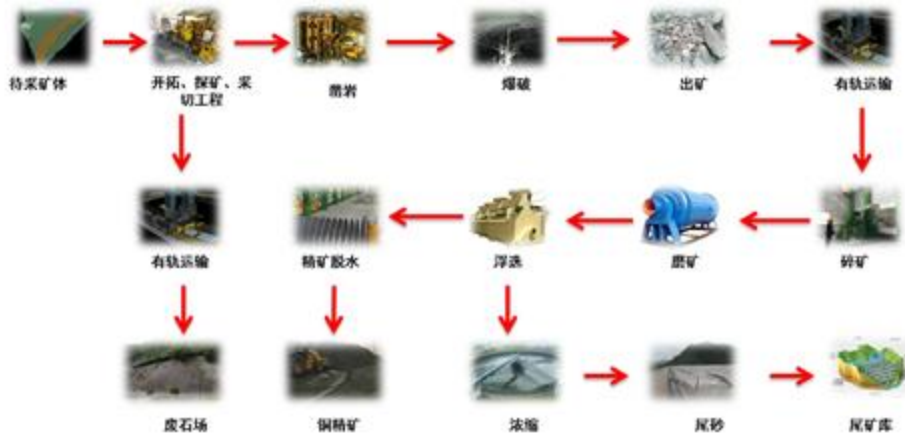 待采矿体
开拓、探矿、采
切工程
凿岩
爆破
出矿
有轨运输
有轨运输
精矿脱水
浮选
磨矿
碎矿
废石场
铜精矿
浓缩
尾砂
尾矿库